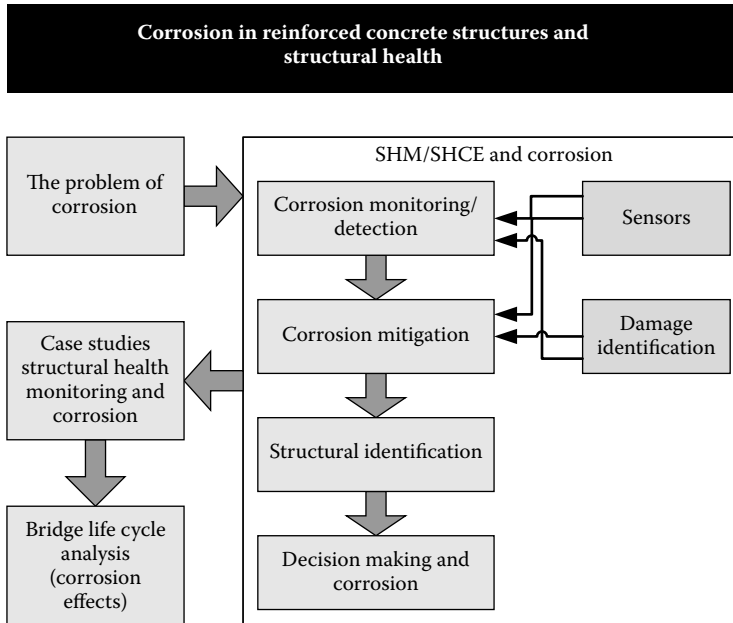 Corrosion in reinforced concrete structures and
structural health
The problem of
corrosion
SHM/SHCE and corrosion
Corrosion monitoring/
detection
Sensors
Corrosion mitigation
Damage
identification
Case studies
structural health
monitoring and
corrosion
Structural identification
Bridge life cycle
analysis
(corrosion
effects)
Decision making and
corrosion